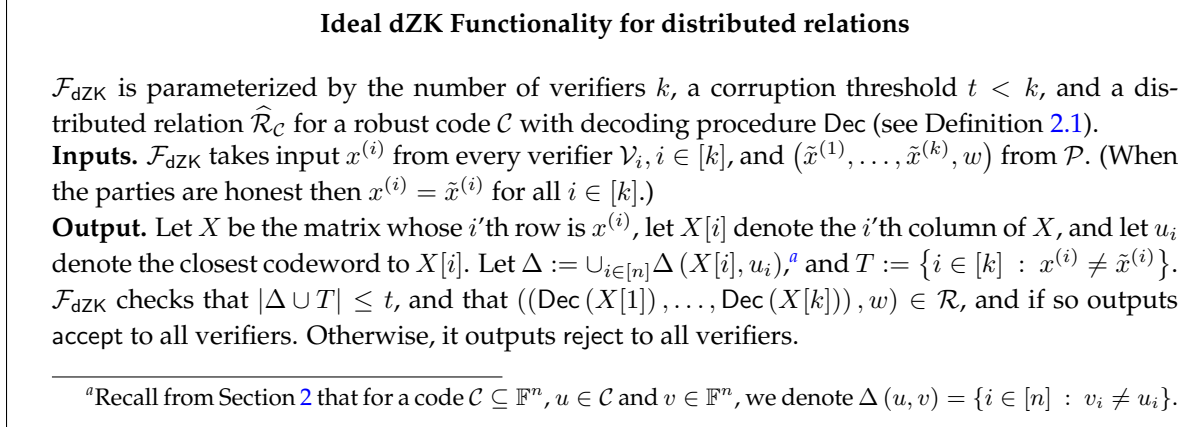 Ideal dZK Functionality for distributed relations
𝓕_dZK is parameterized by the number of verifiers k, a corruption threshold t < k, and a dis-
tributed relation R̂_𝒞 for a robust code 𝒞 with decoding procedure Dec (see Definition 2.1).
Inputs. 𝓕_dZK takes input x^(i) from every verifier 𝒱_i, i ∈ [k], and (x̃^(1), . . . , x̃^(k), w) from 𝒫. (When
the parties are honest then x^(i) = x̃^(i) for all i ∈ [k].)
Output. Let X be the matrix whose i'th row is x^(i), let X[i] denote the i'th column of X, and let u_i
denote the closest codeword to X[i]. Let Δ := ∪_{i∈[n]}Δ (X[i], u_i),^a and T := {i ∈ [k] : x^(i) ≠ x̃^(i)}.
𝓕_dZK checks that |Δ ∪ T| ≤ t, and that ((Dec (X[1]) , . . . , Dec (X[k])) , w) ∈ ℛ, and if so outputs
accept to all verifiers. Otherwise, it outputs reject to all verifiers.
^a Recall from Section 2 that for a code 𝒞 ⊆ 𝔽^n, u ∈ 𝒞 and v ∈ 𝔽^n, we denote Δ (u, v) = {i ∈ [n] : v_i ≠ u_i}.